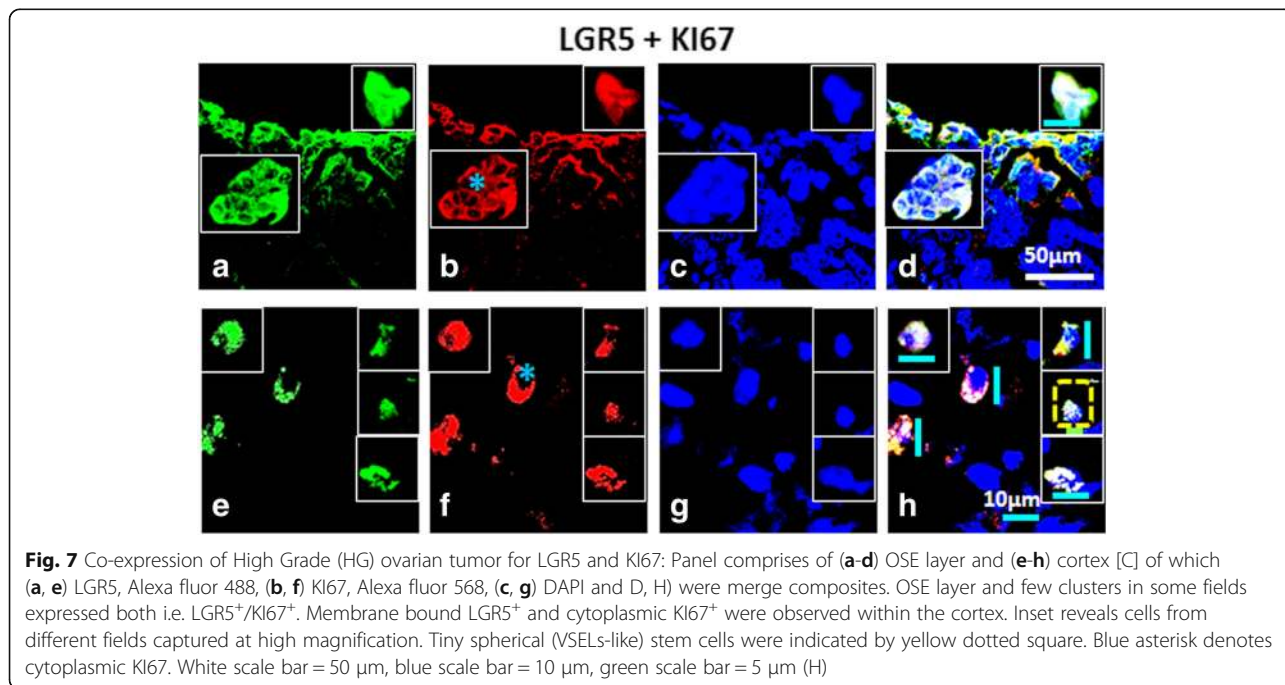 LGR5 + KI67
a
b
*
c
d
50µm
e
f
*
g
h
10µm
Fig. 7 Co-expression of High Grade (HG) ovarian tumor for LGR5 and KI67: Panel comprises of (a-d) OSE layer and (e-h) cortex [C] of which
(a, e) LGR5, Alexa fluor 488, (b, f) KI67, Alexa fluor 568, (c, g) DAPI and D, H) were merge composites. OSE layer and few clusters in some fields
expressed both i.e. LGR5⁺/KI67⁺. Membrane bound LGR5⁺ and cytoplasmic KI67⁺ were observed within the cortex. Inset reveals cells from
different fields captured at high magnification. Tiny spherical (VSELs-like) stem cells were indicated by yellow dotted square. Blue asterisk denotes
cytoplasmic KI67. White scale bar = 50 μm, blue scale bar = 10 μm, green scale bar = 5 μm (H)